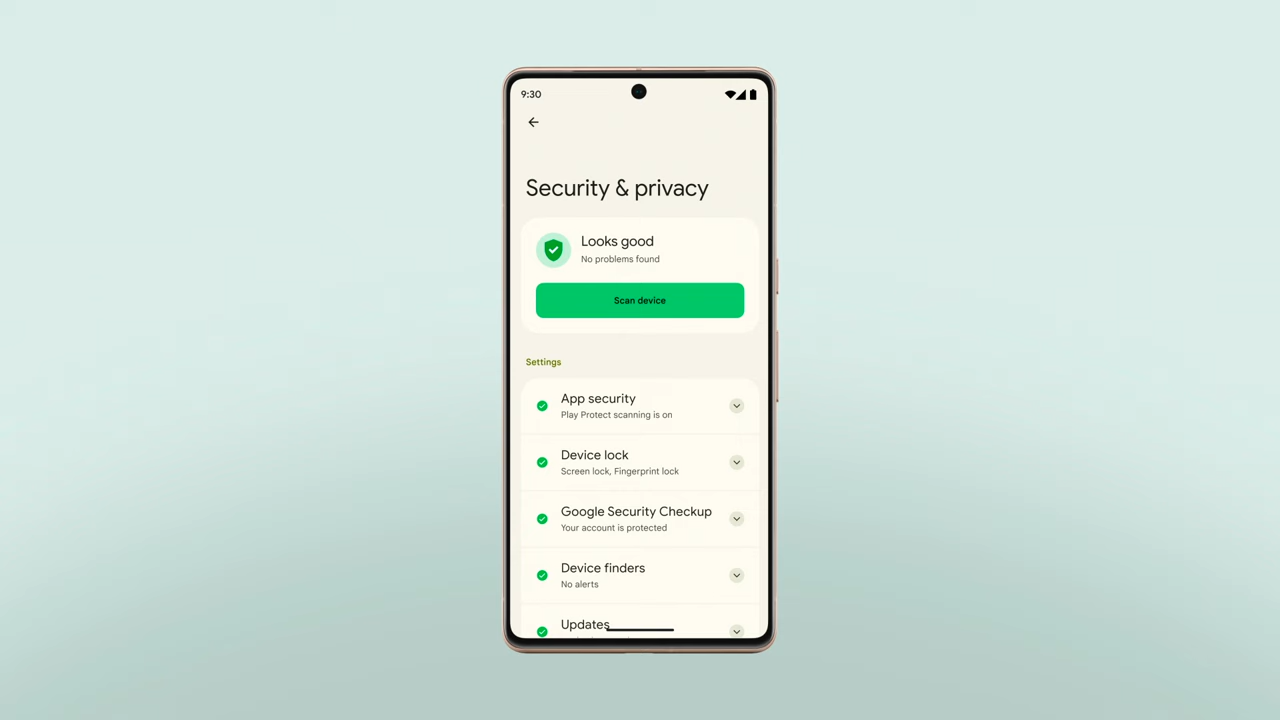 9:30
Security & privacy
Looks good
No problems found
Scan device
Settings
App security
Play Protect scanning is on
Device lock
Screen lock, Fingerprint lock
Google Security Checkup
Your account is protected
Device finders
No alerts
Updates